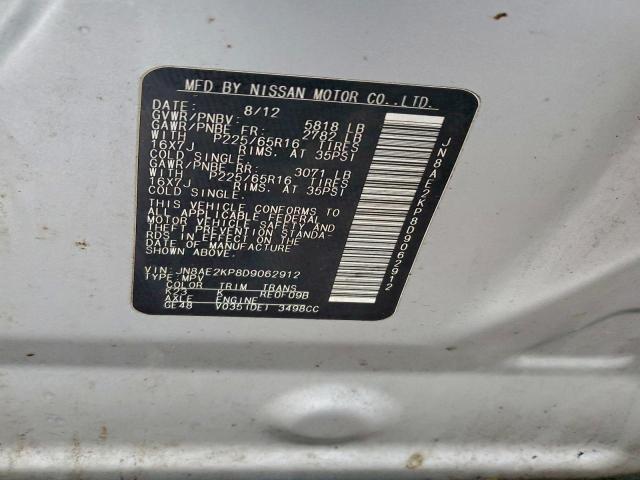 MFD BY NISSAN MOTOR CO.,LTD.
DATE: 8/12
GVWR/PNBV: 5818 LB
GAWR/PNBE FR: 2782 LB
WITH P225/65R16 TIRES
16X7J RIMS. AT 35PSI
COLD SINGLE.
GAWR/PNBE RR: 3071 LB
WITH P225/65R16 TIRES
16X7J RIMS. AT 35PSI
COLD SINGLE.
THIS VEHICLE CONFORMS TO
ALL APPLICABLE FEDERAL
MOTOR VEHICLE SAFETY AND
THEFT PREVENTION STANDA-
RDS IN EFFECT ON THE
DATE OF MANUFACTURE
SHOWN ABOVE.
VIN: JN8AE2KP8D9062912
TYPE: MPV
COLOR TRIM TRANS
K23 K RE0F09B
AXLE ENGINE
GE48 VQ35(DE) 3498CC
JN8AE2KP8D9062912